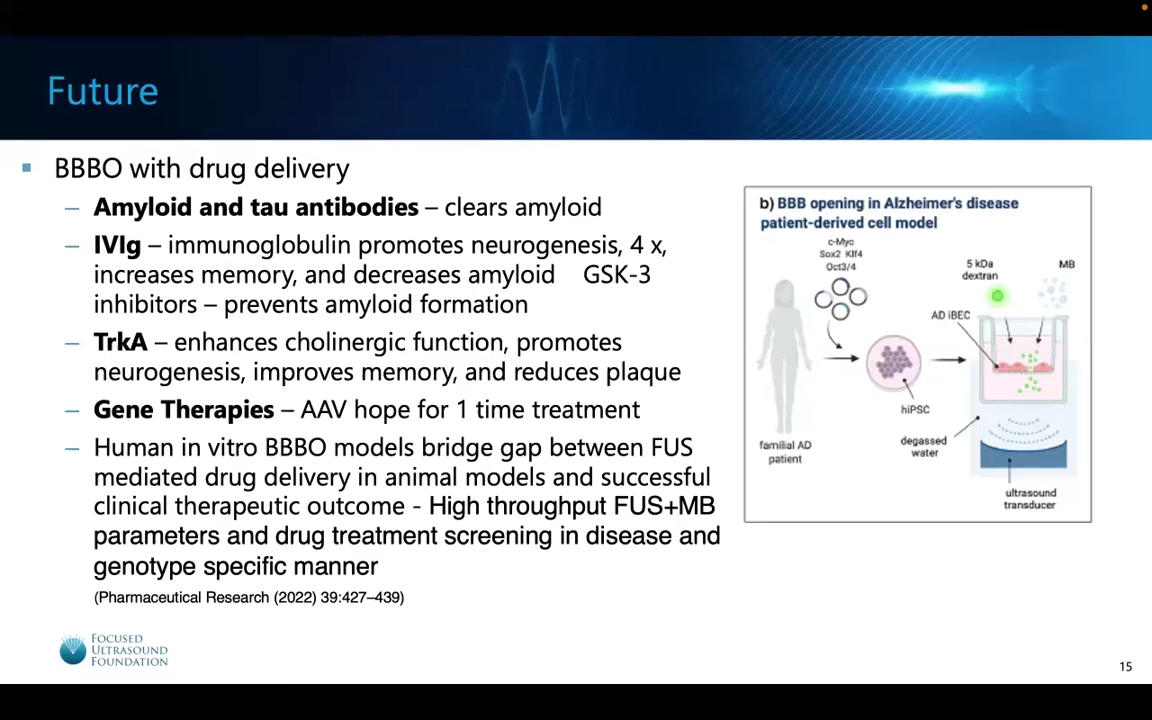 Future
BBBO with drug delivery
– Amyloid and tau antibodies – clears amyloid
– IVIg – immunoglobulin promotes neurogenesis, 4 x,
increases memory, and decreases amyloid GSK-3
inhibitors – prevents amyloid formation
– TrkA – enhances cholinergic function, promotes
neurogenesis, improves memory, and reduces plaque
– Gene Therapies – AAV hope for 1 time treatment
– Human in vitro BBBO models bridge gap between FUS
mediated drug delivery in animal models and successful
clinical therapeutic outcome - High throughput FUS+MB
parameters and drug treatment screening in disease and
genotype specific manner
(Pharmaceutical Research (2022) 39:427–439)
b) BBB opening in Alzheimer's disease
patient-derived cell model
c-Myc
Sox2 Klf4
Oct3/4
5 kDa
dextran
MB
AD iBEC
hiPSC
familial AD
patient
degassed
water
ultrasound
transducer
FOCUSED
ULTRASOUND
FOUNDATION
15